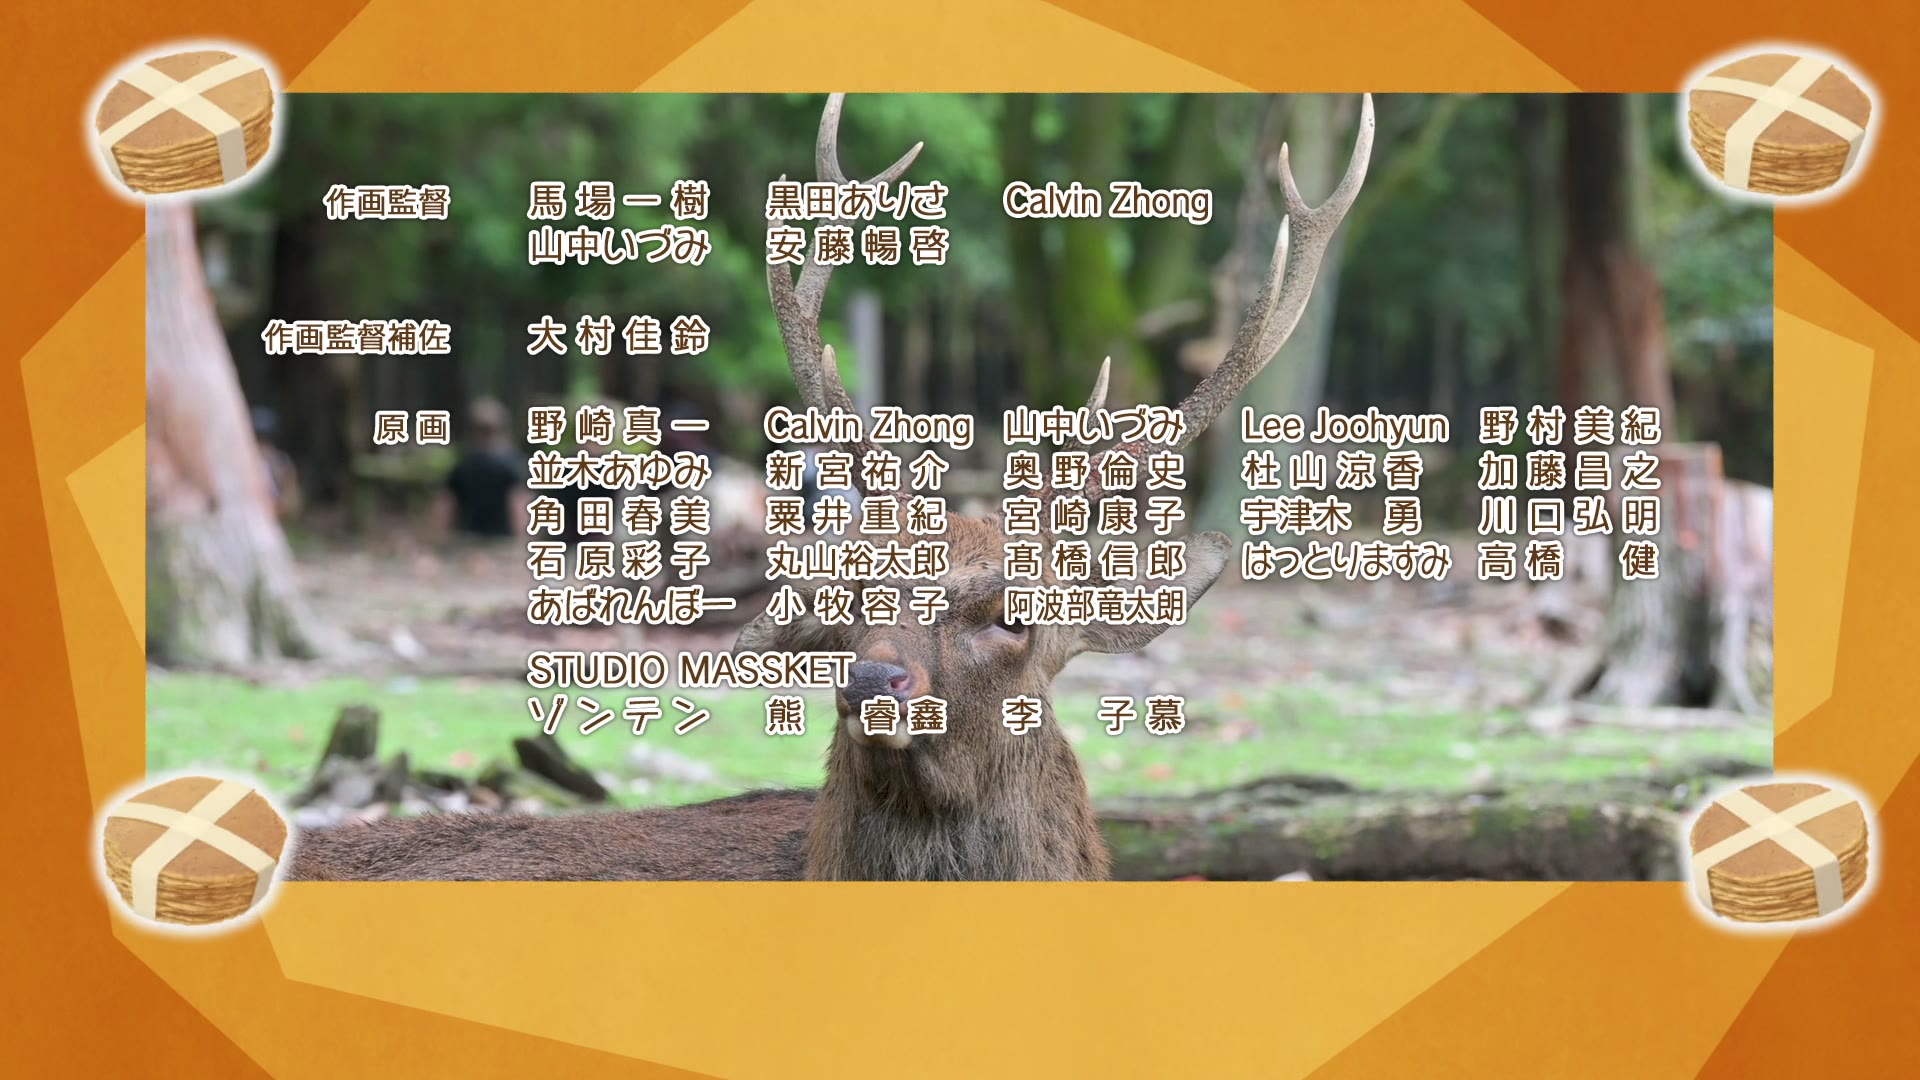 作画監督 馬場一樹 黒田ありさ Calvin Zhong
山中いづみ 安藤暢啓
作画監督補佐 大村佳鈴
原画 野崎真一 Calvin Zhong 山中いづみ Lee Joohyun 野村美紀
並木あゆみ 新宮祐介 奥野倫史 杜山涼香 加藤昌之
角田春美 粟井重紀 宮崎康子 宇津木勇 川口弘明
石原彩子 丸山裕太郎 髙橋信郎 はっとりますみ 高橋健
あばれんぼー 小牧容子 阿波部竜太朗
STUDIO MASSKET
ゾンテン 熊睿鑫 李子慕